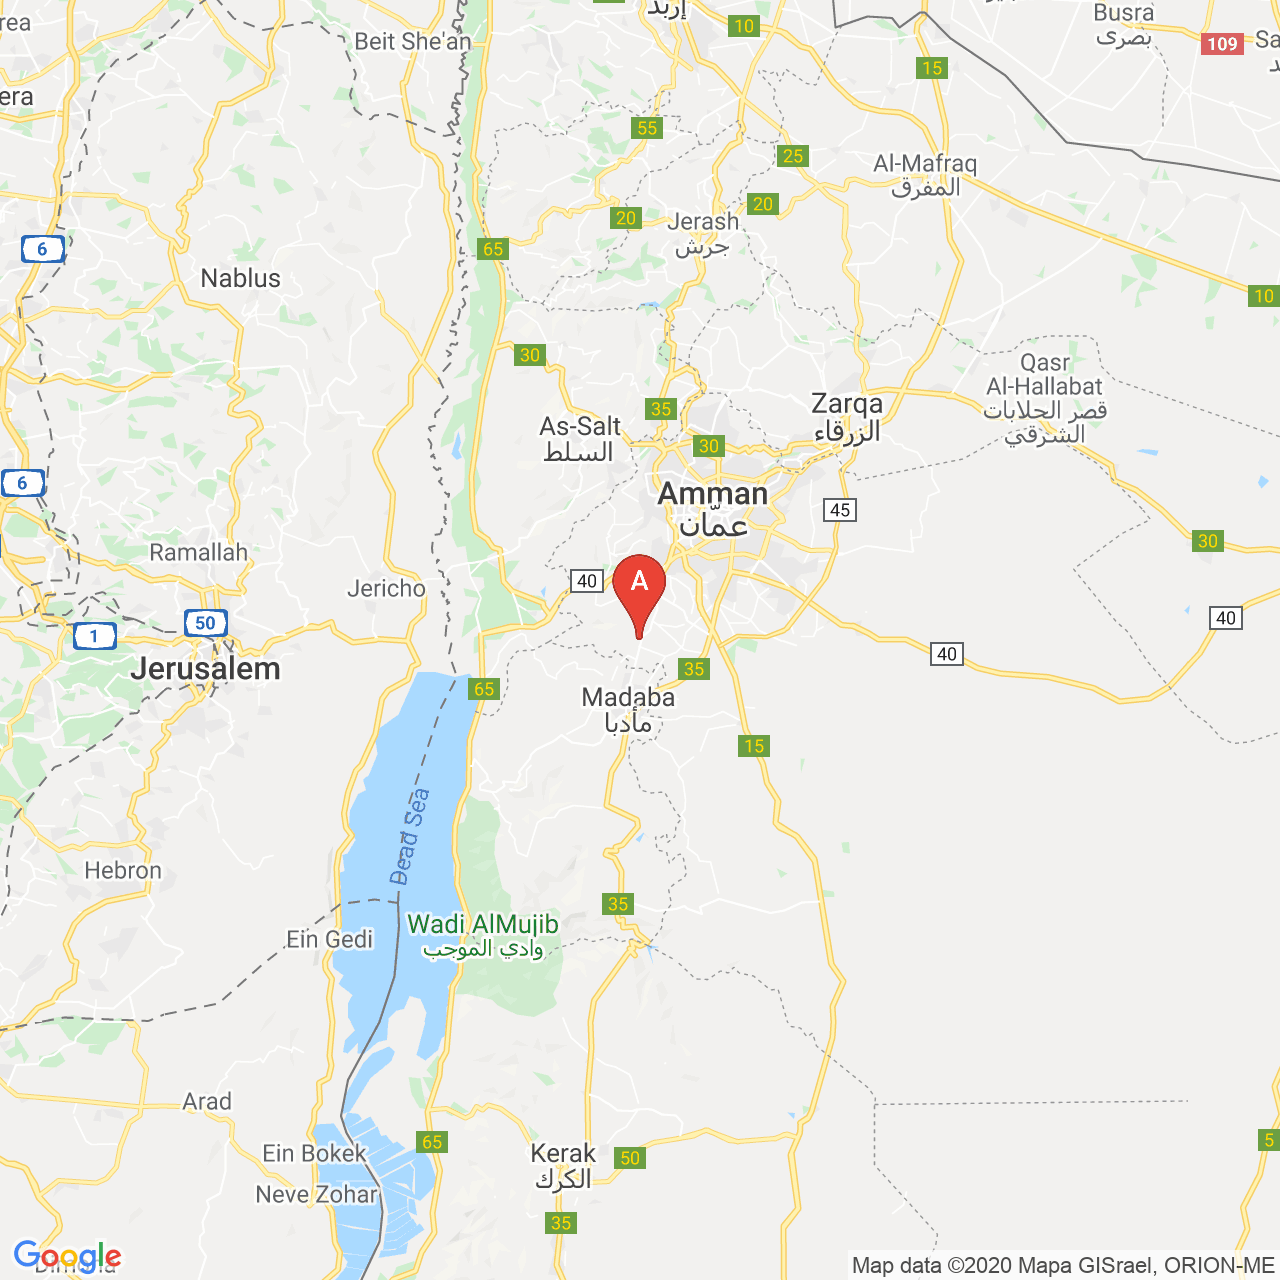 إربد
10
Busra
بصرى
109
15
Beit She'an
55
25
Al-Mafraq
المفرق
20
20
Jerash
جرش
6
65
Nablus
10
30
Qasr
Al-Hallabat
قصر الحلابات
الشرقي
35
Zarqa
الزرقاء
As-Salt
السلط
30
6
Amman
عمّان
45
Ramallah
30
40
A
Jericho
50
1
40
40
Jerusalem
35
65
Madaba
مأدبا
15
Dead Sea
Hebron
35
Wadi AlMujib
وادي الموجب
Ein Gedi
Arad
65
Ein Bokek
Kerak
الكرك
50
5
Neve Zohar
35
Google
Dimona
Map data ©2020 Mapa GISrael, ORION-ME